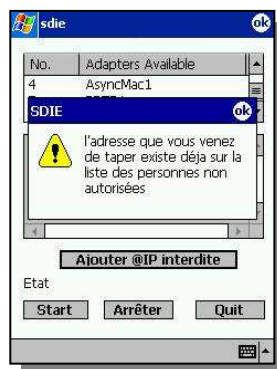 sdie
ok
No. Adapters Available
4 AsyncMac1
SDIE
ok
l'adresse que vous venez
de taper existe déja sur la
liste des personnes non
autorisées
Ajouter @IP interdite
Etat
Start Arrêter Quit